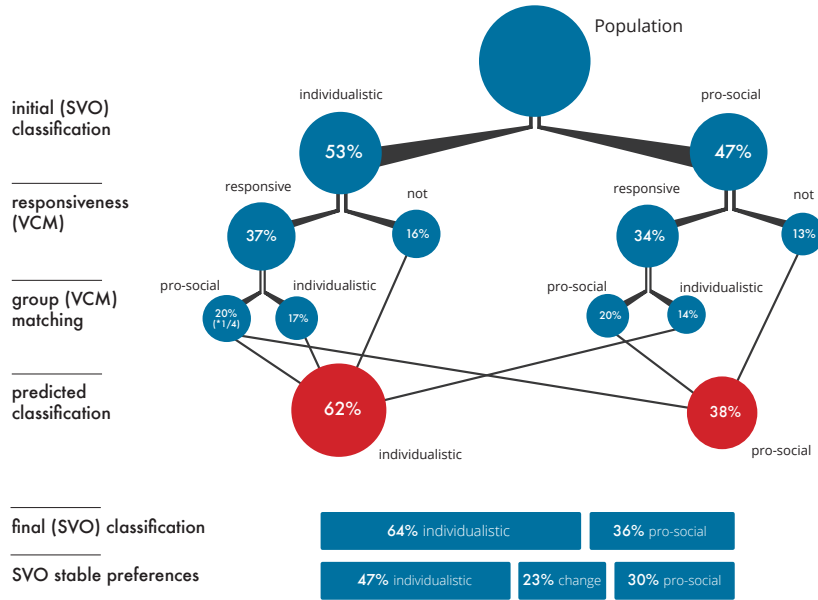 Population
individualistic
pro-social
initial (SVO)
classification
53%
47%
responsive
not
responsive
not
responsiveness
(VCM)
37%
16%
34%
13%
pro-social
individualistic
pro-social
individualistic
group (VCM)
matching
20%
(*1/4)
17%
20%
14%
predicted
classification
62%
38%
individualistic
pro-social
final (SVO) classification
64% individualistic
36% pro-social
SVO stable preferences
47% individualistic
23% change
30% pro-social